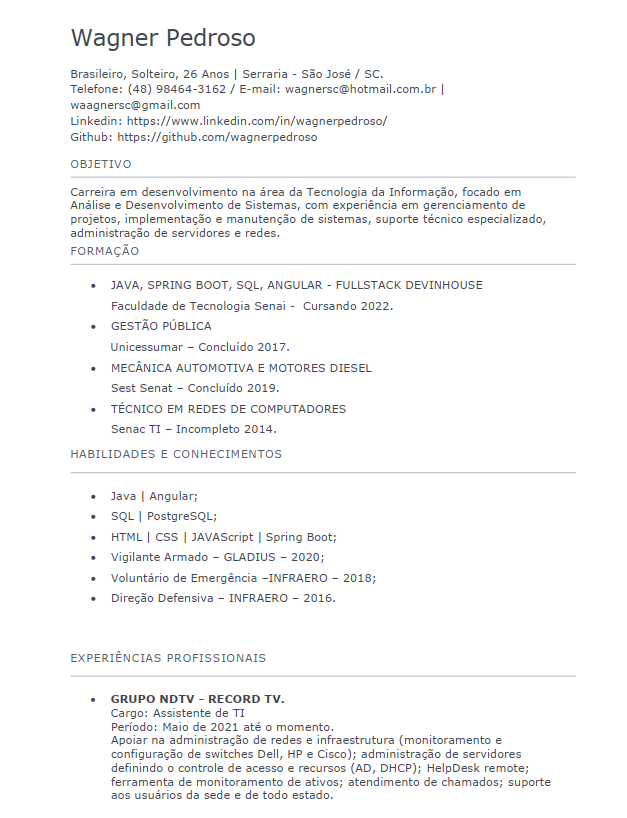 Wagner Pedroso
Brasileiro, Solteiro, 26 Anos | Serraria - São José / SC.
Telefone: (48) 98464-3162 / E-mail: wagnersc@hotmail.com.br |
waagnersc@gmail.com
Linkedin: https://www.linkedin.com/in/wagnerpedroso/
Github: https://github.com/wagnerpedroso
OBJETIVO
Carreira em desenvolvimento na área da Tecnologia da Informação, focado em
Análise e Desenvolvimento de Sistemas, com experiência em gerenciamento de
projetos, implementação e manutenção de sistemas, suporte técnico especializado,
administração de servidores e redes.
FORMAÇÃO
• JAVA, SPRING BOOT, SQL, ANGULAR - FULLSTACK DEVINHOUSE
Faculdade de Tecnologia Senai - Cursando 2022.
• GESTÃO PÚBLICA
Unicessumar – Concluído 2017.
• MECÂNICA AUTOMOTIVA E MOTORES DIESEL
Sest Senat – Concluído 2019.
• TÉCNICO EM REDES DE COMPUTADORES
Senac TI – Incompleto 2014.
HABILIDADES E CONHECIMENTOS
• Java | Angular;
• SQL | PostgreSQL;
• HTML | CSS | JAVAScript | Spring Boot;
• Vigilante Armado – GLADIUS – 2020;
• Voluntário de Emergência –INFRAERO – 2018;
• Direção Defensiva – INFRAERO – 2016.
EXPERIÊNCIAS PROFISSIONAIS
• GRUPO NDTV - RECORD TV.
Cargo: Assistente de TI
Período: Maio de 2021 até o momento.
Apoiar na administração de redes e infraestrutura (monitoramento e
configuração de switches Dell, HP e Cisco); administração de servidores
definindo o controle de acesso e recursos (AD, DHCP); HelpDesk remote;
ferramenta de monitoramento de ativos; atendimento de chamados; suporte
aos usuários da sede e de todo estado.